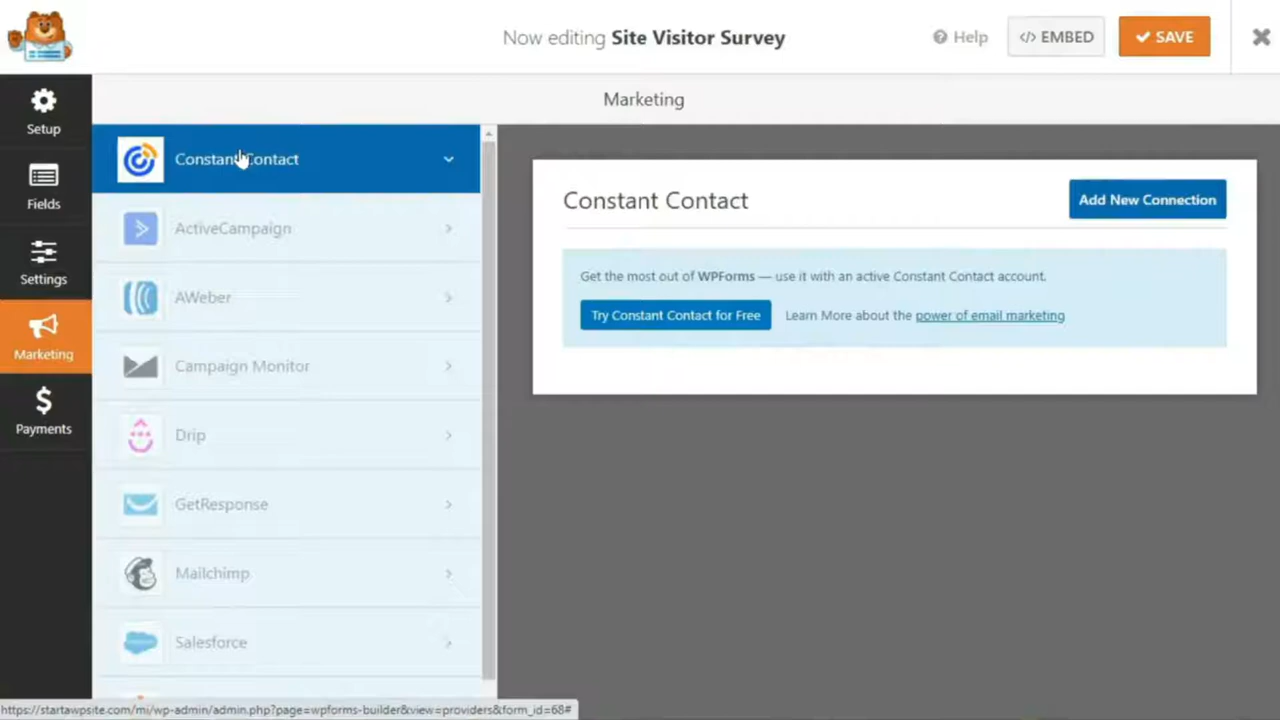 Now editing Site Visitor Survey
Help
</> EMBED
SAVE
Setup
Fields
Settings
Marketing
Payments
Marketing
Constant Contact
ActiveCampaign
AWeber
Campaign Monitor
Drip
GetResponse
Mailchimp
Salesforce
Constant Contact
Add New Connection
Get the most out of WPForms — use it with an active Constant Contact account.
Try Constant Contact for Free
Learn More about the power of email marketing
https://startawpsite.com/mi/wp-admin/admin.php?page=wpforms-builder&view=providers&form_id=68#